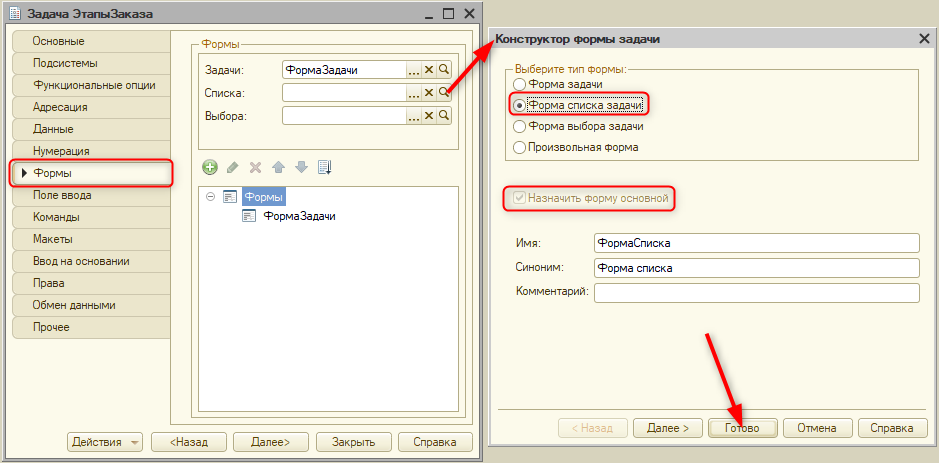 Задача ЭтапыЗаказа
Основные
Подсистемы
Функциональные опции
Адресация
Данные
Нумерация
Формы
Поле ввода
Команды
Макеты
Ввод на основании
Права
Обмен данными
Прочее
Формы
Задачи: ФормаЗадачи ...
Списка: ...
Выбора: ...
Формы
ФормаЗадачи
Действия <Назад Далее> Закрыть Справка
Конструктор формы задачи
Выберите тип формы:
Форма задачи
Форма списка задачи
Форма выбора задачи
Произвольная форма
Назначить форму основной
Имя: ФормаСписка
Синоним: Форма списка
Комментарий:
< Назад Далее > Готово Отмена Справка